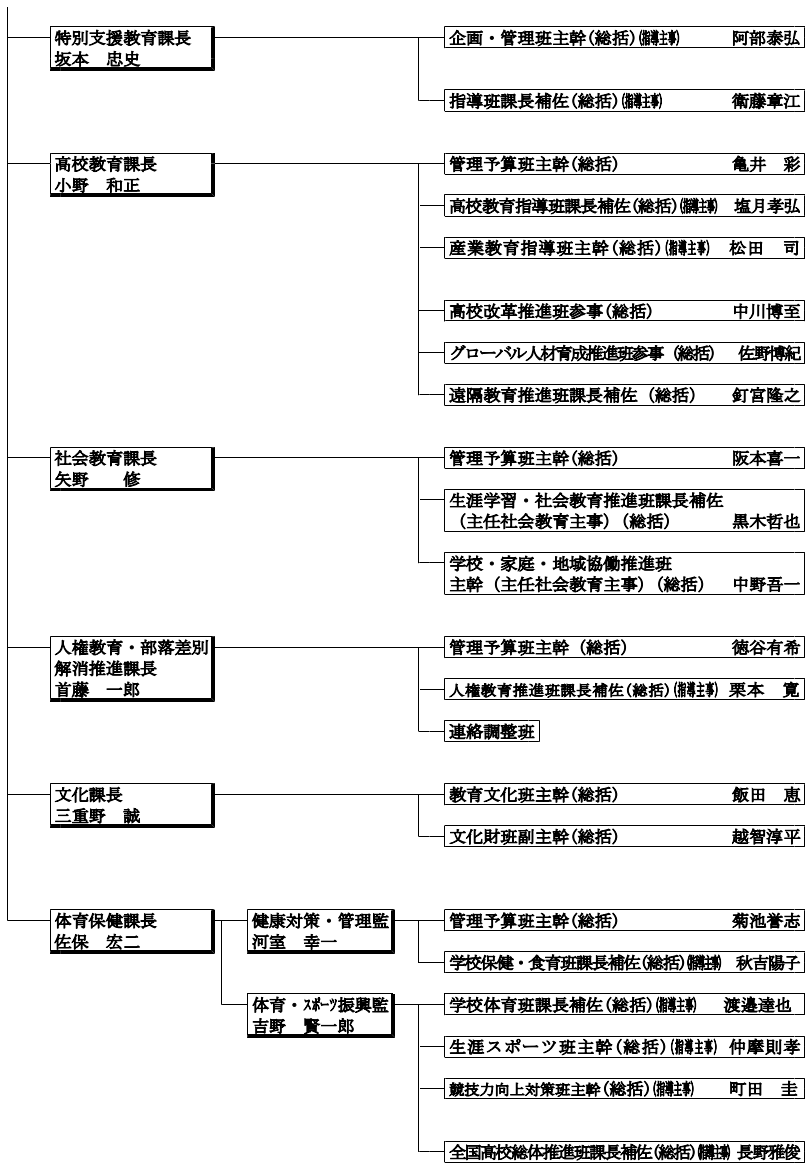 特別支援教育課長
坂本　忠史
企画・管理班主幹(総括)(指導主事)　阿部泰弘
指導班課長補佐(総括)(指導主事)　衛藤章江
高校教育課長
小野　和正
管理予算班主幹(総括)　亀井　彩
高校教育指導班課長補佐(総括)(指導主事)　塩月孝弘
産業教育指導班主幹(総括)(指導主事)　松田　司
高校改革推進班参事(総括)　中川博至
グローバル人材育成推進班参事（総括）　佐野博紀
遠隔教育推進班課長補佐（総括）　釘宮隆之
社会教育課長
矢野　　修
管理予算班主幹(総括)　阪本喜一
生涯学習・社会教育推進班課長補佐
（主任社会教育主事）（総括）　黒木哲也
学校・家庭・地域協働推進班
主幹（主任社会教育主事）（総括）　中野吾一
人権教育・部落差別
解消推進課長
首藤　一郎
管理予算班主幹（総括）　徳谷有希
人権教育推進班課長補佐(総括)(指導主事)　栗本　寛
連絡調整班
文化課長
三重野　誠
教育文化班主幹(総括)　飯田　恵
文化財班副主幹(総括)　越智淳平
体育保健課長
佐保　宏二
健康対策・管理監
河室　幸一
管理予算班主幹(総括)　菊池誉志
学校保健・食育班課長補佐(総括)(指導主事)　秋吉陽子
体育・ｽﾎﾟｰﾂ振興監
吉野　賢一郎
学校体育班課長補佐(総括)(指導主事)　渡邉達也
生涯スポーツ班主幹(総括)(指導主事)　仲摩則孝
競技力向上対策班主幹(総括)(指導主事)　町田　圭
全国高校総体推進班課長補佐(総括)(指導主事)　長野雅俊